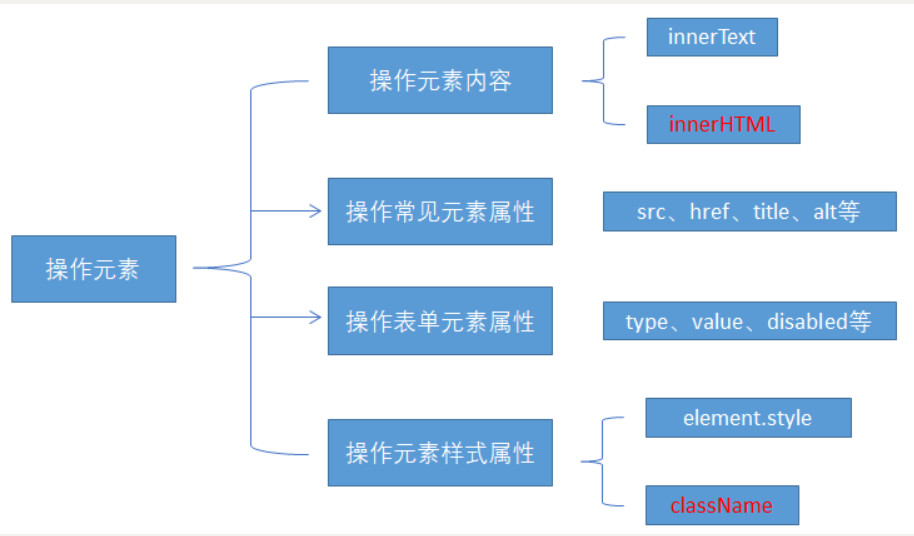 操作元素
操作元素内容
innerText
innerHTML
操作常见元素属性
src、href、title、alt等
操作表单元素属性
type、value、disabled等
操作元素样式属性
element.style
className